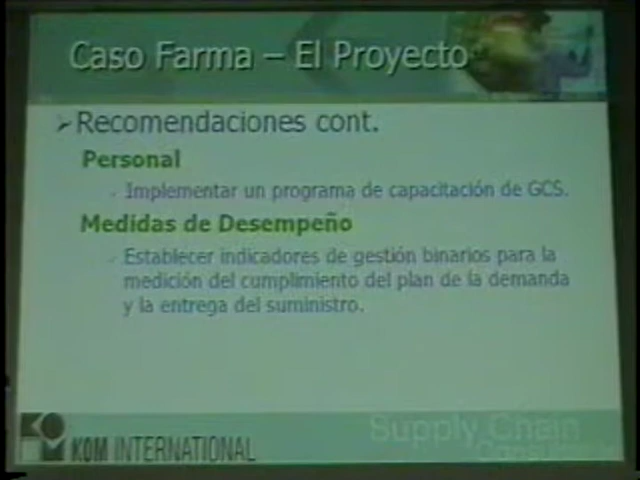 Caso Farma – El Proyecto
➢ Recomendaciones cont.
Personal
- Implementar un programa de capacitación de GCS.
Medidas de Desempeño
- Establecer indicadores de gestión binarios para la
medición del cumplimiento del plan de la demanda
y la entrega del suministro.
KOM INTERNATIONAL
Supply Chain